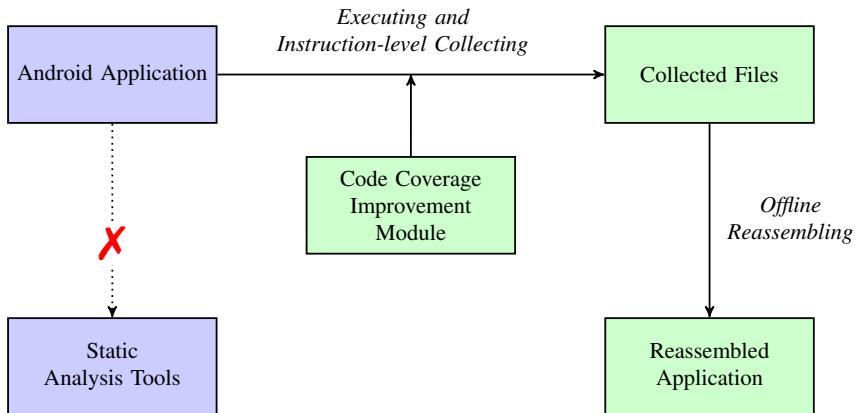 Executing and
Instruction-level Collecting
Android Application
Collected Files
Code Coverage
Improvement
Module
Offline
Reassembling
Static
Analysis Tools
Reassembled
Application